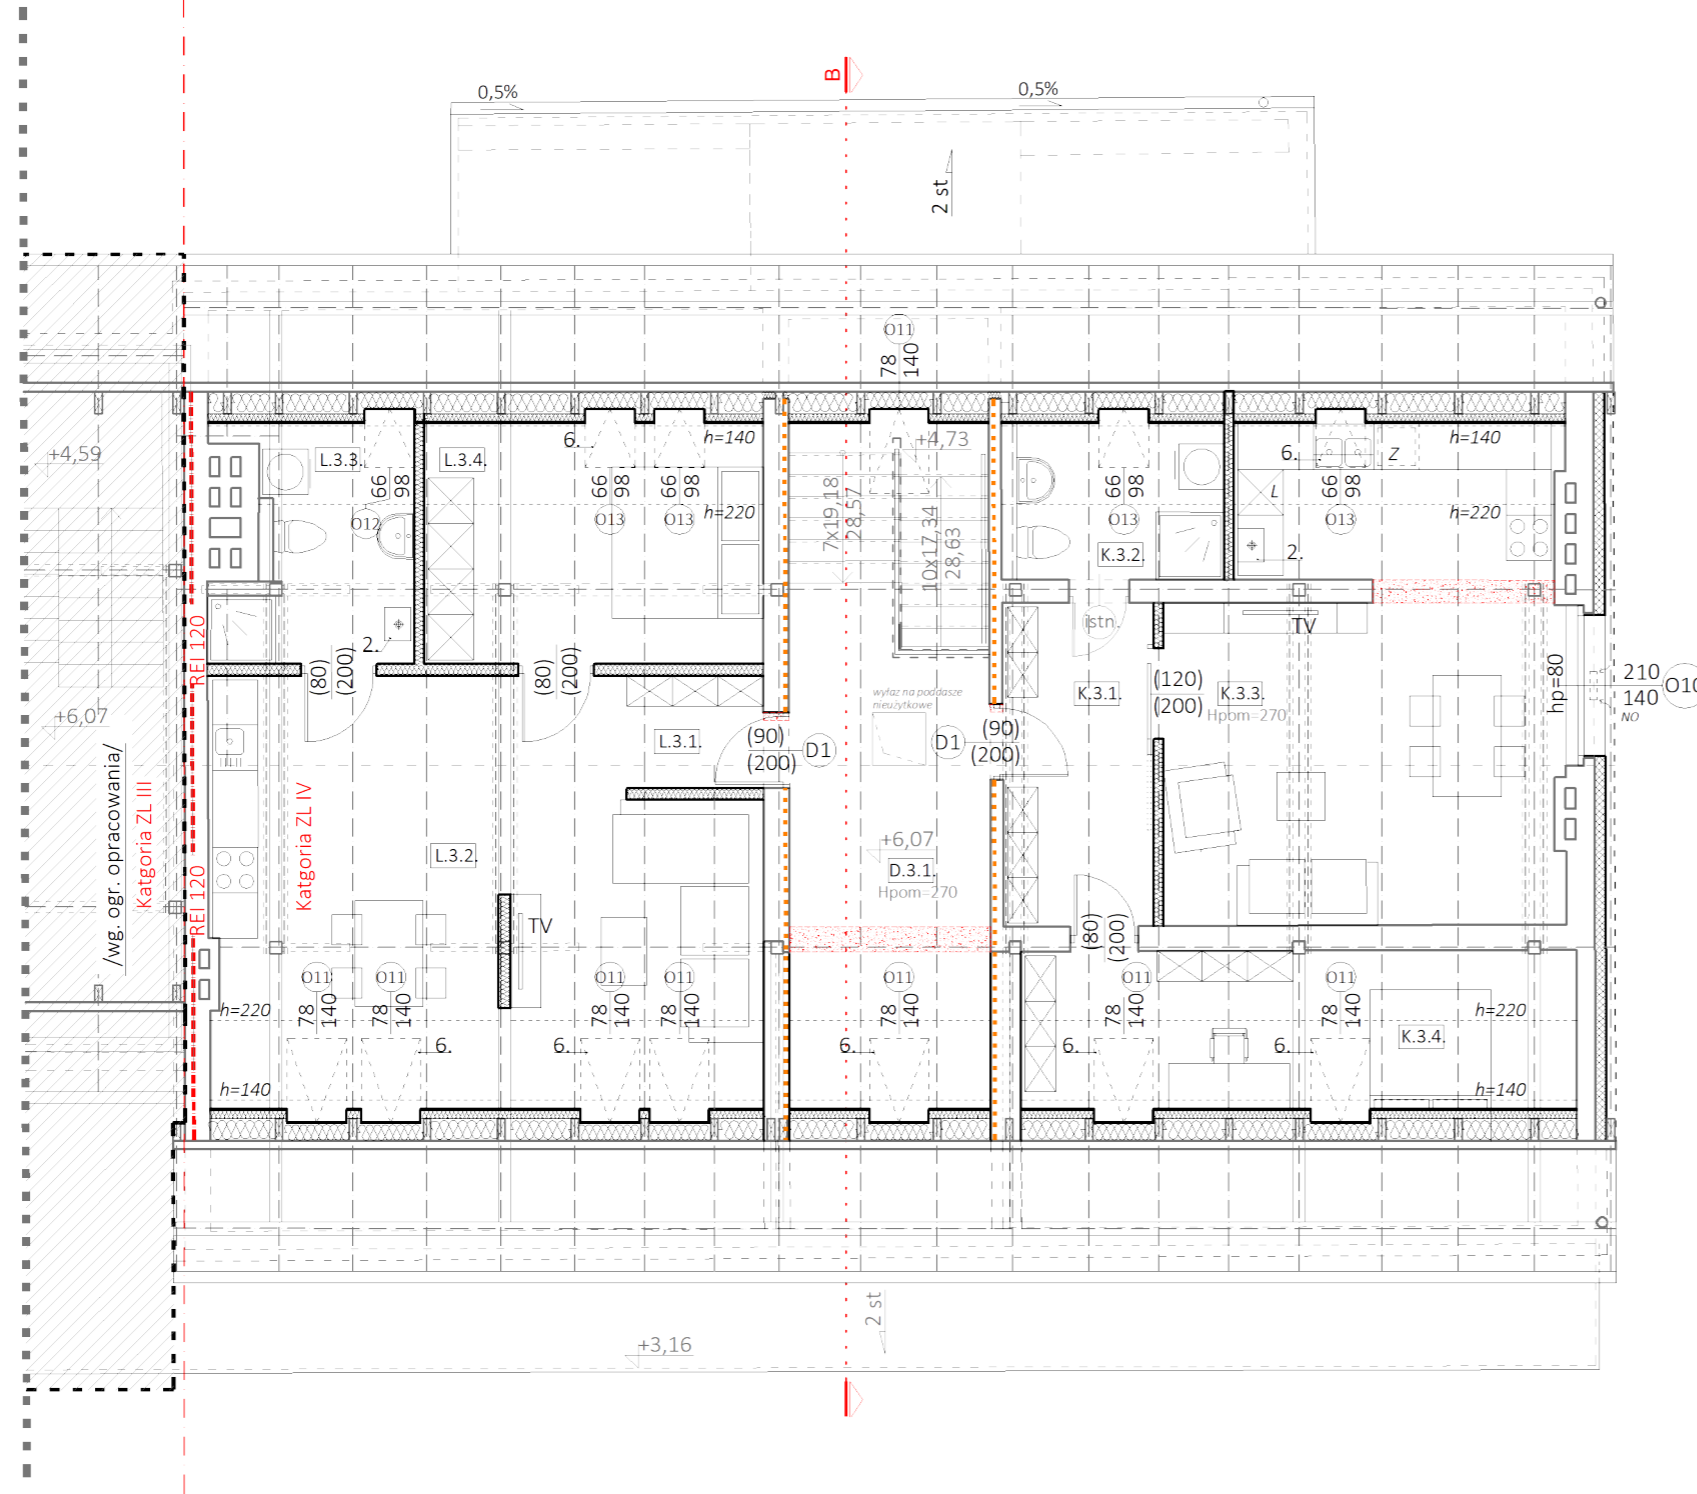 B
0,5%
0,5%
2 st
O11
78
140
+4,59
L.3.3.
L.3.4.
6.
h=140
+4,73
6.
Z
h=140
66
98
66
98
66
98
66
98
66
98
L
h=220
h=220
O12
O13
O13
O13
O13
7x19,18
28,57
10x17,34
28,63
K.3.2.
2.
2.
REI 120
istn.
TV
(80)
(200)
(80)
(200)
wyłaz na poddasze
nieużytkowe
K.3.1.
(120)
(200)
K.3.3.
Hpom=270
hp=80
210
140
NO
O10
+6,07
/wg. ogr. opracowania/
L.3.1.
(90)
(200)
D1
D1
(90)
(200)
Katgoria ZL III
Katgoria ZL IV
REI 120
L.3.2.
+6,07
D.3.1.
Hpom=270
TV
(80)
(200)
O11
O11
O11
O11
O11
O11
O11
78
140
78
140
78
140
78
140
78
140
78
140
78
140
h=220
h=220
6.
6.
6.
6.
6.
K.3.4.
h=140
h=140
2 st
+3,16